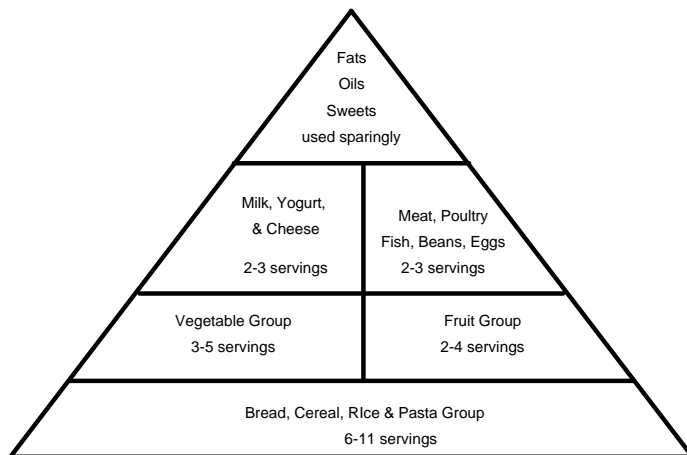 Fats
Oils
Sweets
used sparingly
Milk, Yogurt,
& Cheese
2-3 servings
Meat, Poultry
Fish, Beans, Eggs
2-3 servings
Vegetable Group
3-5 servings
Fruit Group
2-4 servings
Bread, Cereal, RIce & Pasta Group
6-11 servings